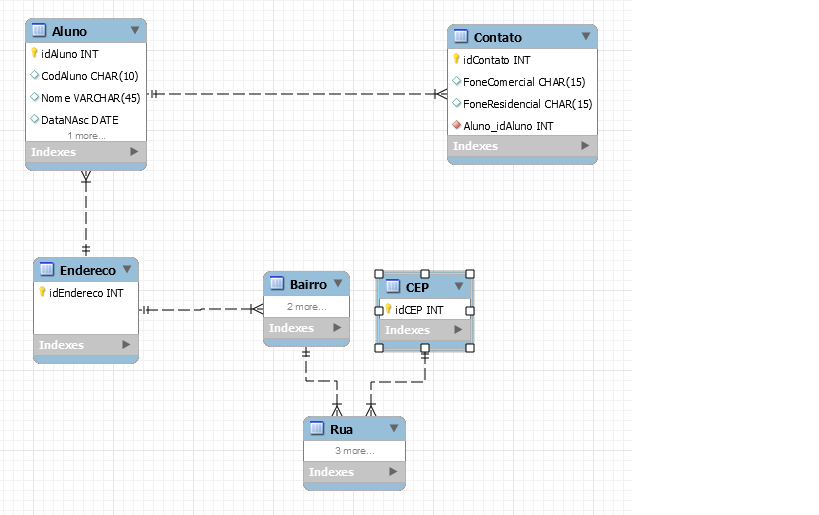 Aluno
idAluno INT
CodAluno CHAR(10)
Nome VARCHAR(45)
DataNAsc DATE
1 more...
Indexes
Contato
idContato INT
FoneComercial CHAR(15)
FoneResidencial CHAR(15)
Aluno_idAluno INT
Indexes
Endereco
idEndereco INT
Indexes
Bairro
2 more...
Indexes
CEP
idCEP INT
Indexes
Rua
3 more...
Indexes